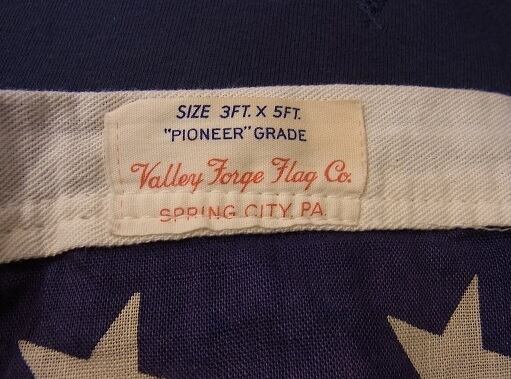 SIZE 3FT. X 5FT.
"PIONEER" GRADE
Valley Forge Flag Co.
SPRING CITY, PA.